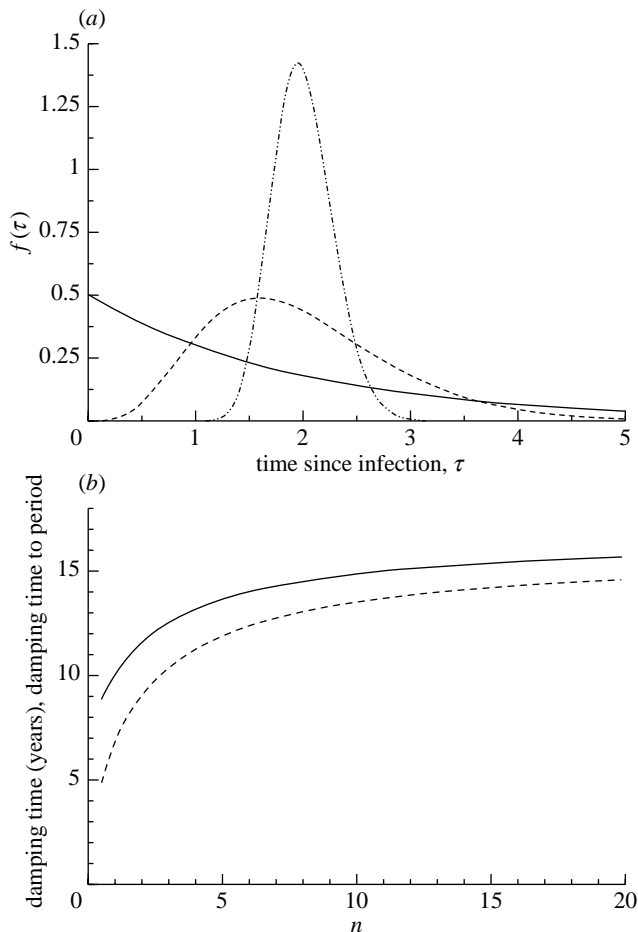 (a)
1.5
1.25
1
0.75
0.5
0.25
f(τ)
0 1 2 3 4 5
time since infection, τ
(b)
15
10
5
damping time (years), damping time to period
0 5 10 15 20
n